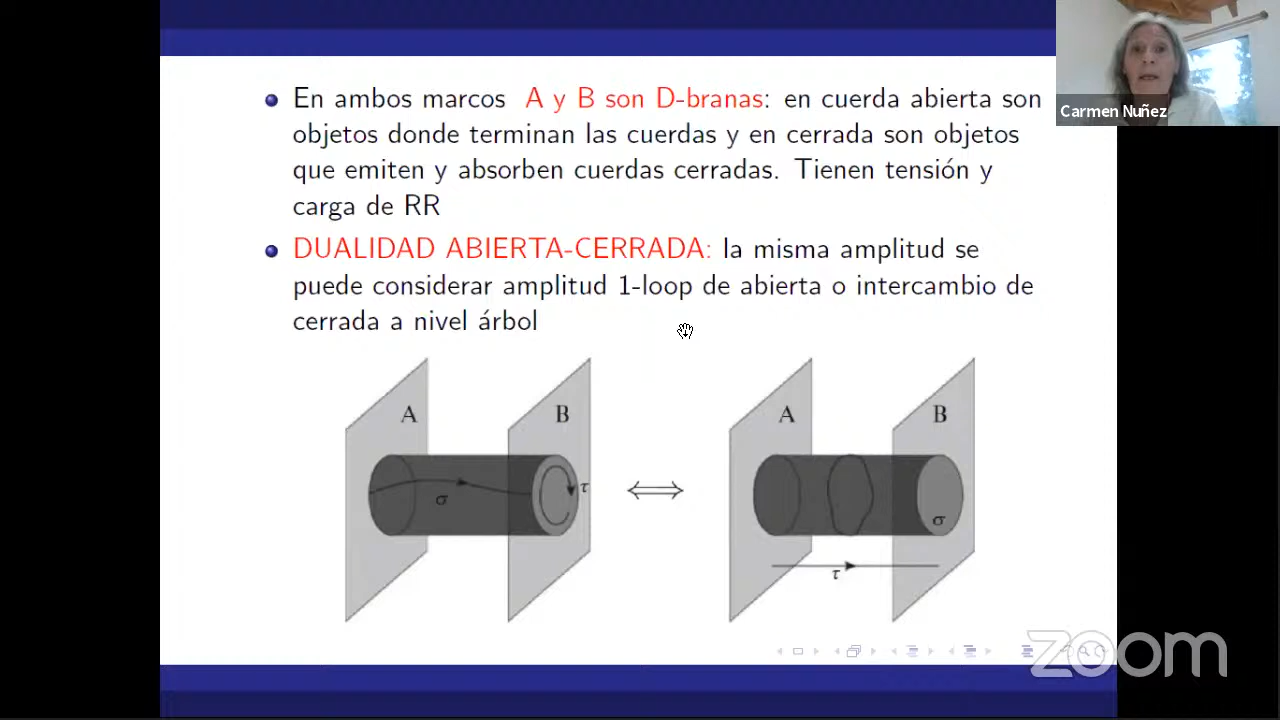 En ambos marcos A y B son D-branas: en cuerda abierta son
objetos donde terminan las cuerdas y en cerrada son objetos
que emiten y absorben cuerdas cerradas. Tienen tensión y
carga de RR
DUALIDAD ABIERTA-CERRADA: la misma amplitud se
puede considerar amplitud 1-loop de abierta o intercambio de
cerrada a nivel árbol
A
B
σ
τ
A
B
σ
τ
Carmen Nuñez
zoom